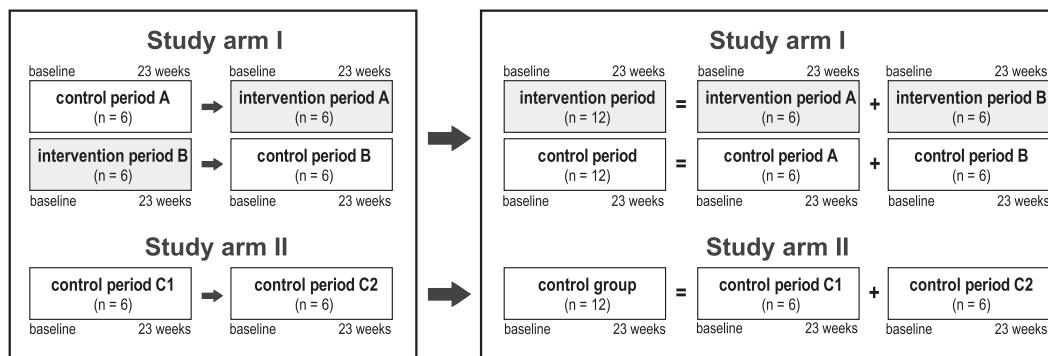 Study arm I
baseline 23 weeks baseline 23 weeks
control period A intervention period A
(n = 6) (n = 6)
intervention period B control period B
(n = 6) (n = 6)
baseline 23 weeks baseline 23 weeks
Study arm II
control period C1 control period C2
(n = 6) (n = 6)
baseline 23 weeks baseline 23 weeks
Study arm I
baseline 23 weeks baseline 23 weeks baseline 23 weeks
intervention period = intervention period A + intervention period B
(n = 12) (n = 6) (n = 6)
control period = control period A + control period B
(n = 12) (n = 6) (n = 6)
baseline 23 weeks baseline 23 weeks baseline 23 weeks
Study arm II
control group = control period C1 + control period C2
(n = 12) (n = 6) (n = 6)
baseline 23 weeks baseline 23 weeks baseline 23 weeks